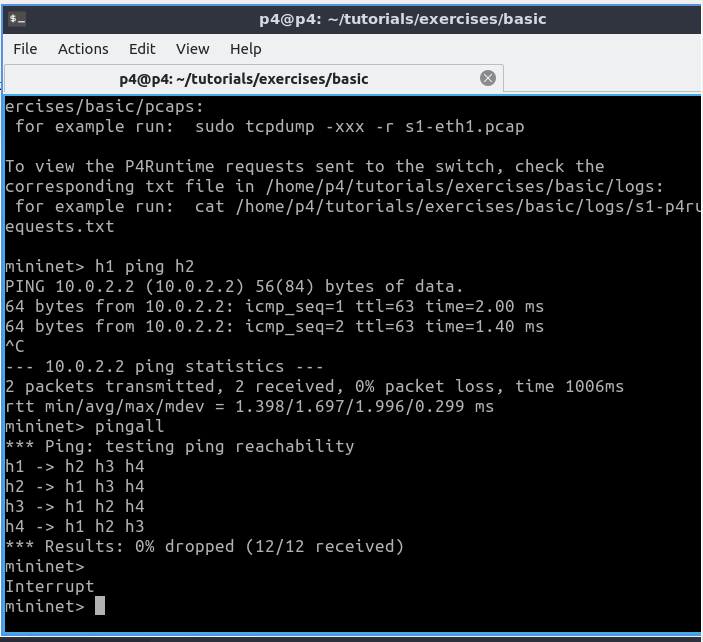 p4@p4: ~/tutorials/exercises/basic
File Actions Edit View Help
p4@p4: ~/tutorials/exercises/basic
ercises/basic/pcaps:
 for example run:  sudo tcpdump -xxx -r s1-eth1.pcap

To view the P4Runtime requests sent to the switch, check the
corresponding txt file in /home/p4/tutorials/exercises/basic/logs:
 for example run:  cat /home/p4/tutorials/exercises/basic/logs/s1-p4ru
equests.txt

mininet> h1 ping h2
PING 10.0.2.2 (10.0.2.2) 56(84) bytes of data.
64 bytes from 10.0.2.2: icmp_seq=1 ttl=63 time=2.00 ms
64 bytes from 10.0.2.2: icmp_seq=2 ttl=63 time=1.40 ms
^C
--- 10.0.2.2 ping statistics ---
2 packets transmitted, 2 received, 0% packet loss, time 1006ms
rtt min/avg/max/mdev = 1.398/1.697/1.996/0.299 ms
mininet> pingall
*** Ping: testing ping reachability
h1 -> h2 h3 h4
h2 -> h1 h3 h4
h3 -> h1 h2 h4
h4 -> h1 h2 h3
*** Results: 0% dropped (12/12 received)
mininet>
Interrupt
mininet>